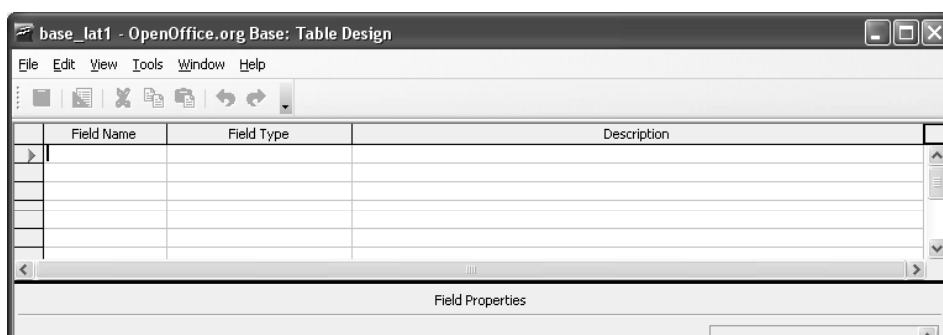 base_lat1 - OpenOffice.org Base: Table Design
File Edit View Tools Window Help
Field Name Field Type Description
Field Properties